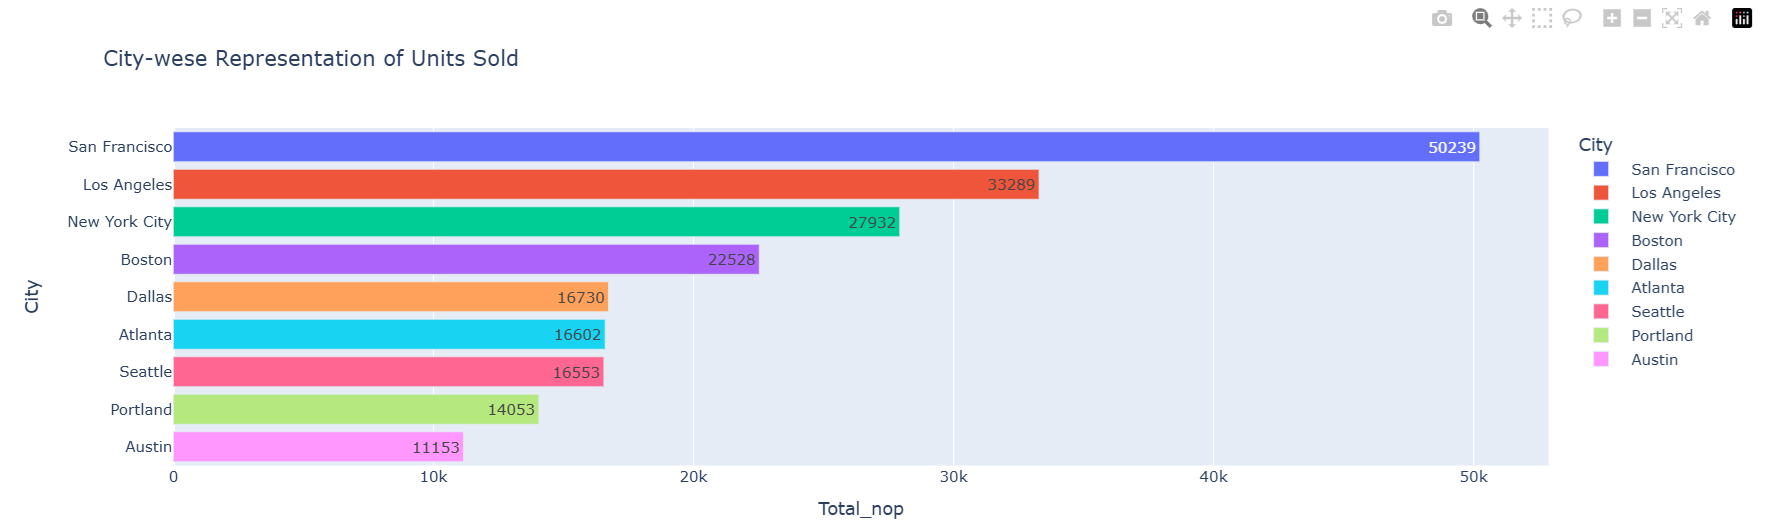 City-wese Representation of Units Sold
San Francisco 50239
Los Angeles 33289
New York City 27932
Boston 22528
Dallas 16730
Atlanta 16602
Seattle 16553
Portland 14053
Austin 11153
City
0 10k 20k 30k 40k 50k
Total_nop
City
San Francisco
Los Angeles
New York City
Boston
Dallas
Atlanta
Seattle
Portland
Austin